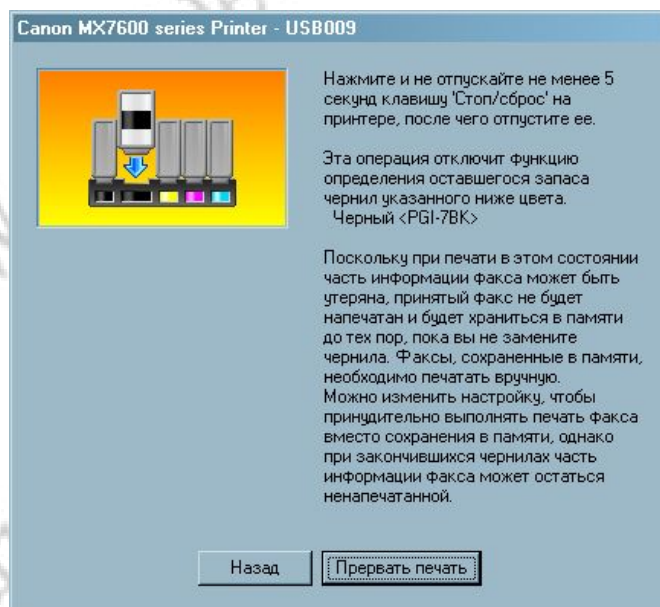 Canon MX7600 series Printer - USB009
Нажмите и не отпускайте не менее 5
секунд клавишу 'Стоп/сброс' на
принтере, после чего отпустите ее.
Эта операция отключит функцию
определения оставшегося запаса
чернил указанного ниже цвета.
Черный <PGI-7BK>
Поскольку при печати в этом состоянии
часть информации факса может быть
утеряна, принятый факс не будет
напечатан и будет храниться в памяти
до тех пор, пока вы не замените
чернила. Факсы, сохраненные в памяти,
необходимо печатать вручную.
Можно изменить настройку, чтобы
принудительно выполнять печать факса
вместо сохранения в памяти, однако
при закончившихся чернилах часть
информации факса может остаться
ненапечатанной.
Назад Прервать печать